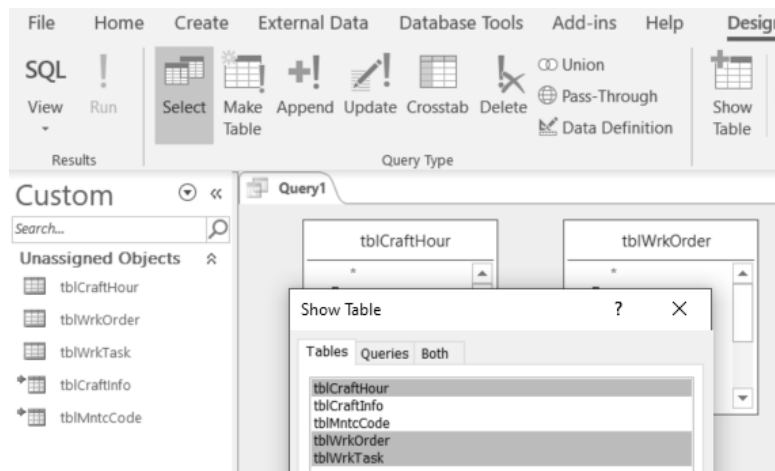 File Home Create External Data Database Tools Add-ins Help Desig
SQL
View Run
Select Make Table Append Update Crosstab Delete
Union
Pass-Through
Data Definition
Show Table
Results Query Type
Custom
Search...
Unassigned Objects
tblCraftHour
tblWrkOrder
tblWrkTask
tblCraftInfo
tblMntcCode
Query1
tblCraftHour tblWrkOrder
* *
Show Table ? X
Tables Queries Both
tblCraftHour
tblCraftInfo
tblMntcCode
tblWrkOrder
tblWrkTask